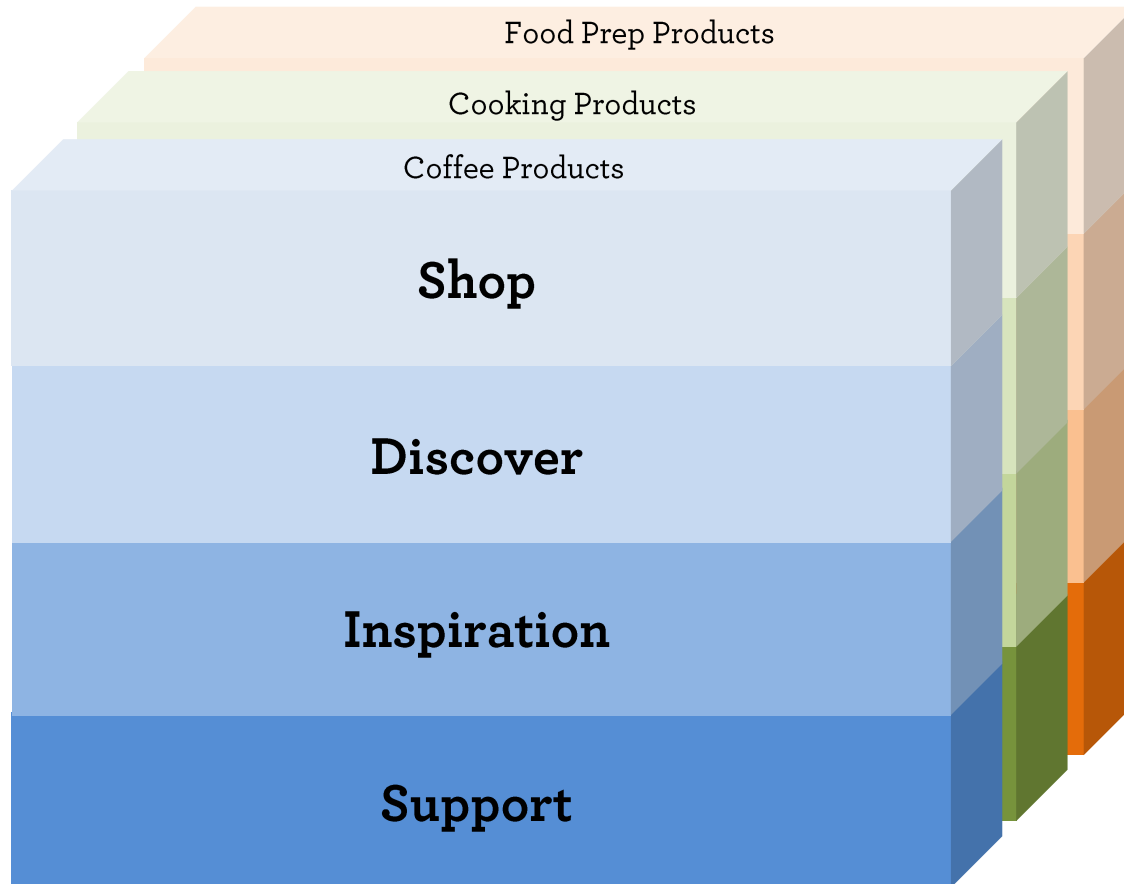 Food Prep Products
Cooking Products
Coffee Products
Shop
Discover
Inspiration
Support